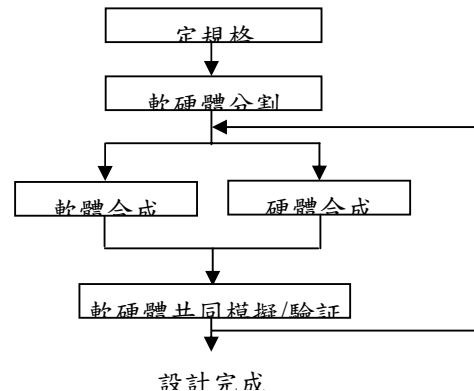 定規格
軟硬體分割
軟體合成
硬體合成
軟硬體共同模擬/驗証
設計完成